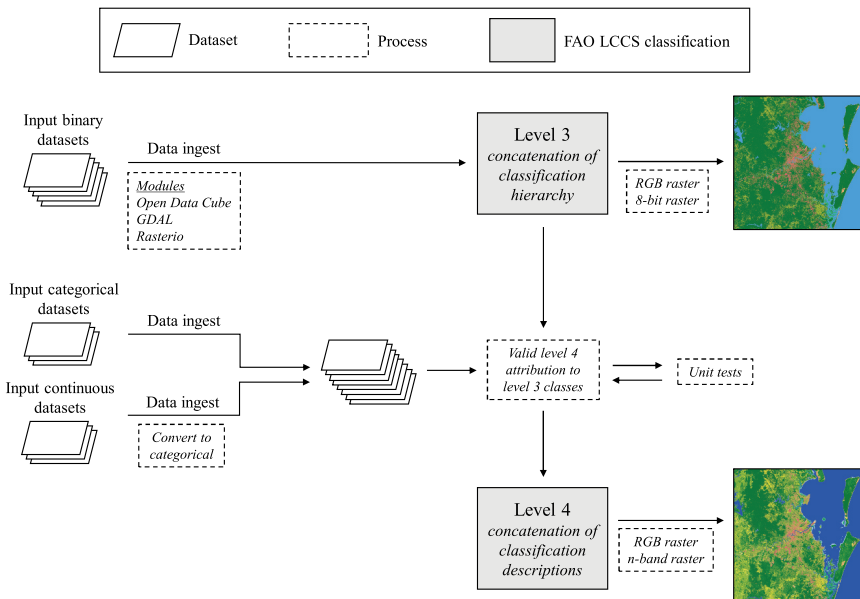 Dataset
Process
FAO LCCS classification
Input binary
datasets
Data ingest
Modules
Open Data Cube
GDAL
Rasterio
Level 3
concatenation of
classification
hierarchy
RGB raster
8-bit raster
Input categorical
datasets
Data ingest
Input continuous
datasets
Data ingest
Convert to
categorical
Valid level 4
attribution to
level 3 classes
Unit tests
Level 4
concatenation of
classification
descriptions
RGB raster
n-band raster